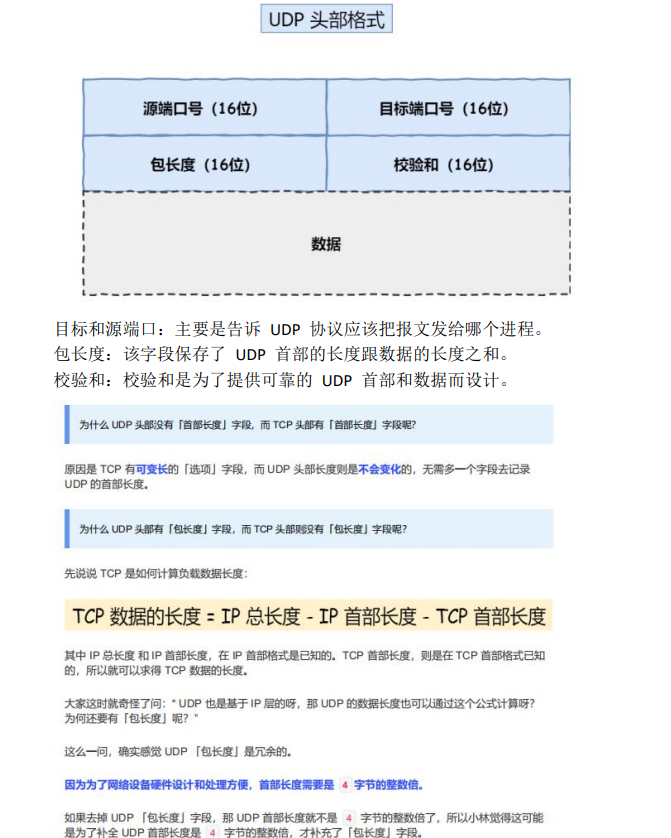 UDP 头部格式
源端口号（16位）
目标端口号（16位）
包长度（16位）
校验和（16位）
数据
目标和源端口：主要是告诉 UDP 协议应该把报文发给哪个进程。
包长度：该字段保存了 UDP 首部的长度跟数据的长度之和。
校验和：校验和是为了提供可靠的 UDP 首部和数据而设计。
为什么 UDP 头部没有「首部长度」字段，而 TCP 头部有「首部长度」字段呢？
原因是 TCP 有可变长的「选项」字段，而 UDP 头部长度则是不会变化的，无需多一个字段去记录
UDP 的首部长度。
为什么 UDP 头部有「包长度」字段，而 TCP 头部则没有「包长度」字段呢？
先说说 TCP 是如何计算负载数据长度：
TCP 数据的长度 = IP 总长度 - IP 首部长度 - TCP 首部长度
其中 IP 总长度 和 IP 首部长度，在 IP 首部格式是已知的。TCP 首部长度，则是在 TCP 首部格式已知
的，所以就可以求得 TCP 数据的长度。
大家这时就奇怪了问：“ UDP 也是基于 IP 层的呀，那 UDP 的数据长度也可以通过这个公式计算呀？
为何还要有「包长度」呢？”
这么一问，确实感觉 UDP 「包长度」是冗余的。
因为为了网络设备硬件设计和处理方便，首部长度需要是 4 字节的整数倍。
如果去掉 UDP 「包长度」字段，那 UDP 首部长度就不是 4 字节的整数倍了，所以小林觉得这可能
是为了补全 UDP 首部长度是 4 字节的整数倍，才补充了「包长度」字段。